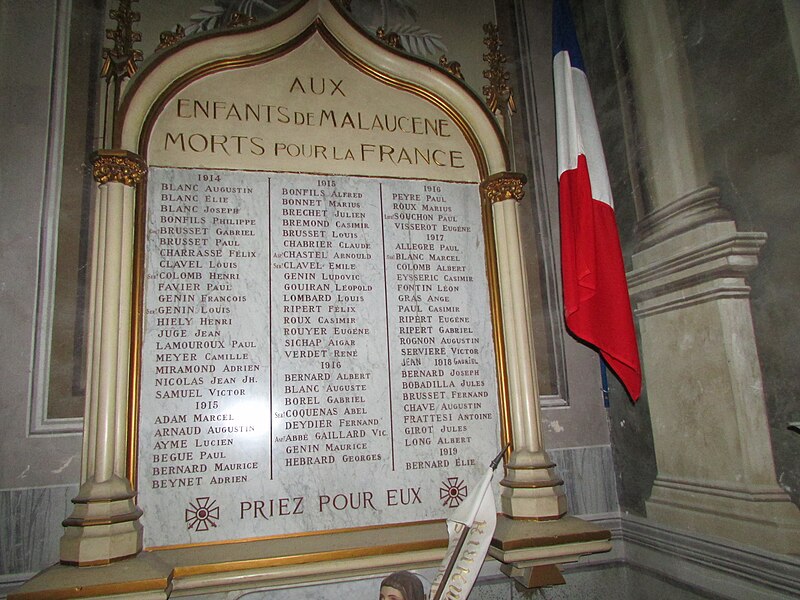 AUX
ENFANTS DE MALAUCENE
MORTS POUR LA FRANCE
1914
BLANC AUGUSTIN
BLANC ELIE
BLANC JOSEPH
BONFILS PHILIPPE
BRUSSET GABRIEL
BRUSSET PAUL
CHARRASSE FÉLIX
CLAVEL LOUIS
COLOMB HENRI
FAVIER PAUL
GENIN FRANCOIS
GENIN LOUIS
HIELY HENRI
JUGE JEAN
LAMOUROUX PAUL
MEYER CAMILLE
MIRAMOND ADRIEN
NICOLAS JEAN JH.
SAMUEL VICTOR
1915
ADAM MARCEL
ARNAUD AUGUSTIN
AYME LUCIEN
BEGUE PAUL
BERNARD MAURICE
BEYNET ADRIEN
1915
BONFILS ALFRED
BONNET MARIUS
BRECHET JULIEN
BREMOND CASIMIR
BRUSSET LOUIS
CHABRIER CLAUDE
CHASTEL ARNOULD
CLAVEL EMILE
GENIN LUDOVIC
GOUIRAN LEOPOLD
LOMBARD LOUIS
RIPERT FÉLIX
ROUX CASIMIR
ROUYER EUGÈNE
SICHAP AIGAR
VERDET RENÉ
1916
BERNARD ALBERT
BLANC AUGUSTE
BOREL GABRIEL
COQUENAS ABEL
DEYDIER FERNAND
ABBÉ GAILLARD VIC.
GENIN MAURICE
HEBRARD GEORGES
1916
PEYRE PAUL
ROUX MARIUS
SOUCHON PAUL
VISSEROT EUGÈNE
1917
ALLEGRE PAUL
BLANC MARCEL
COLOMB ALBERT
EYSSERIC CASIMIR
FONTIN LÉON
GRAS ANGE
PAUL CASIMIR
RIPERT EUGÈNE
RIPERT GABRIEL
ROGNON AUGUSTIN
SERVIERE VICTOR
JEAN 1918 GABRIEL
BERNARD JOSEPH
BOBADILLA JULES
BRUSSET FERNAND
CHAVE AUGUSTIN
FRATTESI ANTOINE
GIROT JULES
LONG ALBERT
1919
BERNARD ELIE
PRIEZ POUR EUX